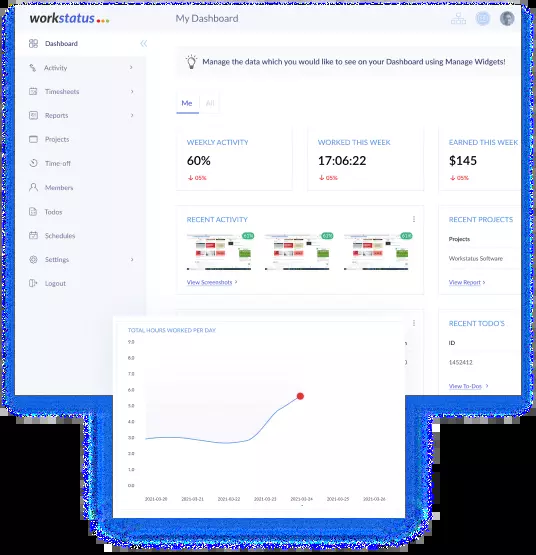 workstatus
My Dashboard
Dashboard
Activity
Timesheets
Reports
Projects
Time-off
Members
Todos
Schedules
Settings
Logout
Manage the data which you would like to see on your Dashboard using Manage Widgets!
Me
All
WEEKLY ACTIVITY
60%
05%
WORKED THIS WEEK
17:06:22
05%
EARNED THIS WEEK
$145
05%
RECENT ACTIVITY
61%
61%
61%
View Screenshots
RECENT PROJECTS
Projects
Workstatus Software
View Report
RECENT TODO'S
ID
1452412
View To-Dos
TOTAL HOURS WORKED PER DAY
9.0
7.0
6.0
5.0
4.0
3.0
2.0
1.0
0.0
2021-03-20
2021-03-21
2021-03-22
2021-03-23
2021-03-24
2021-03-25
2021-03-26